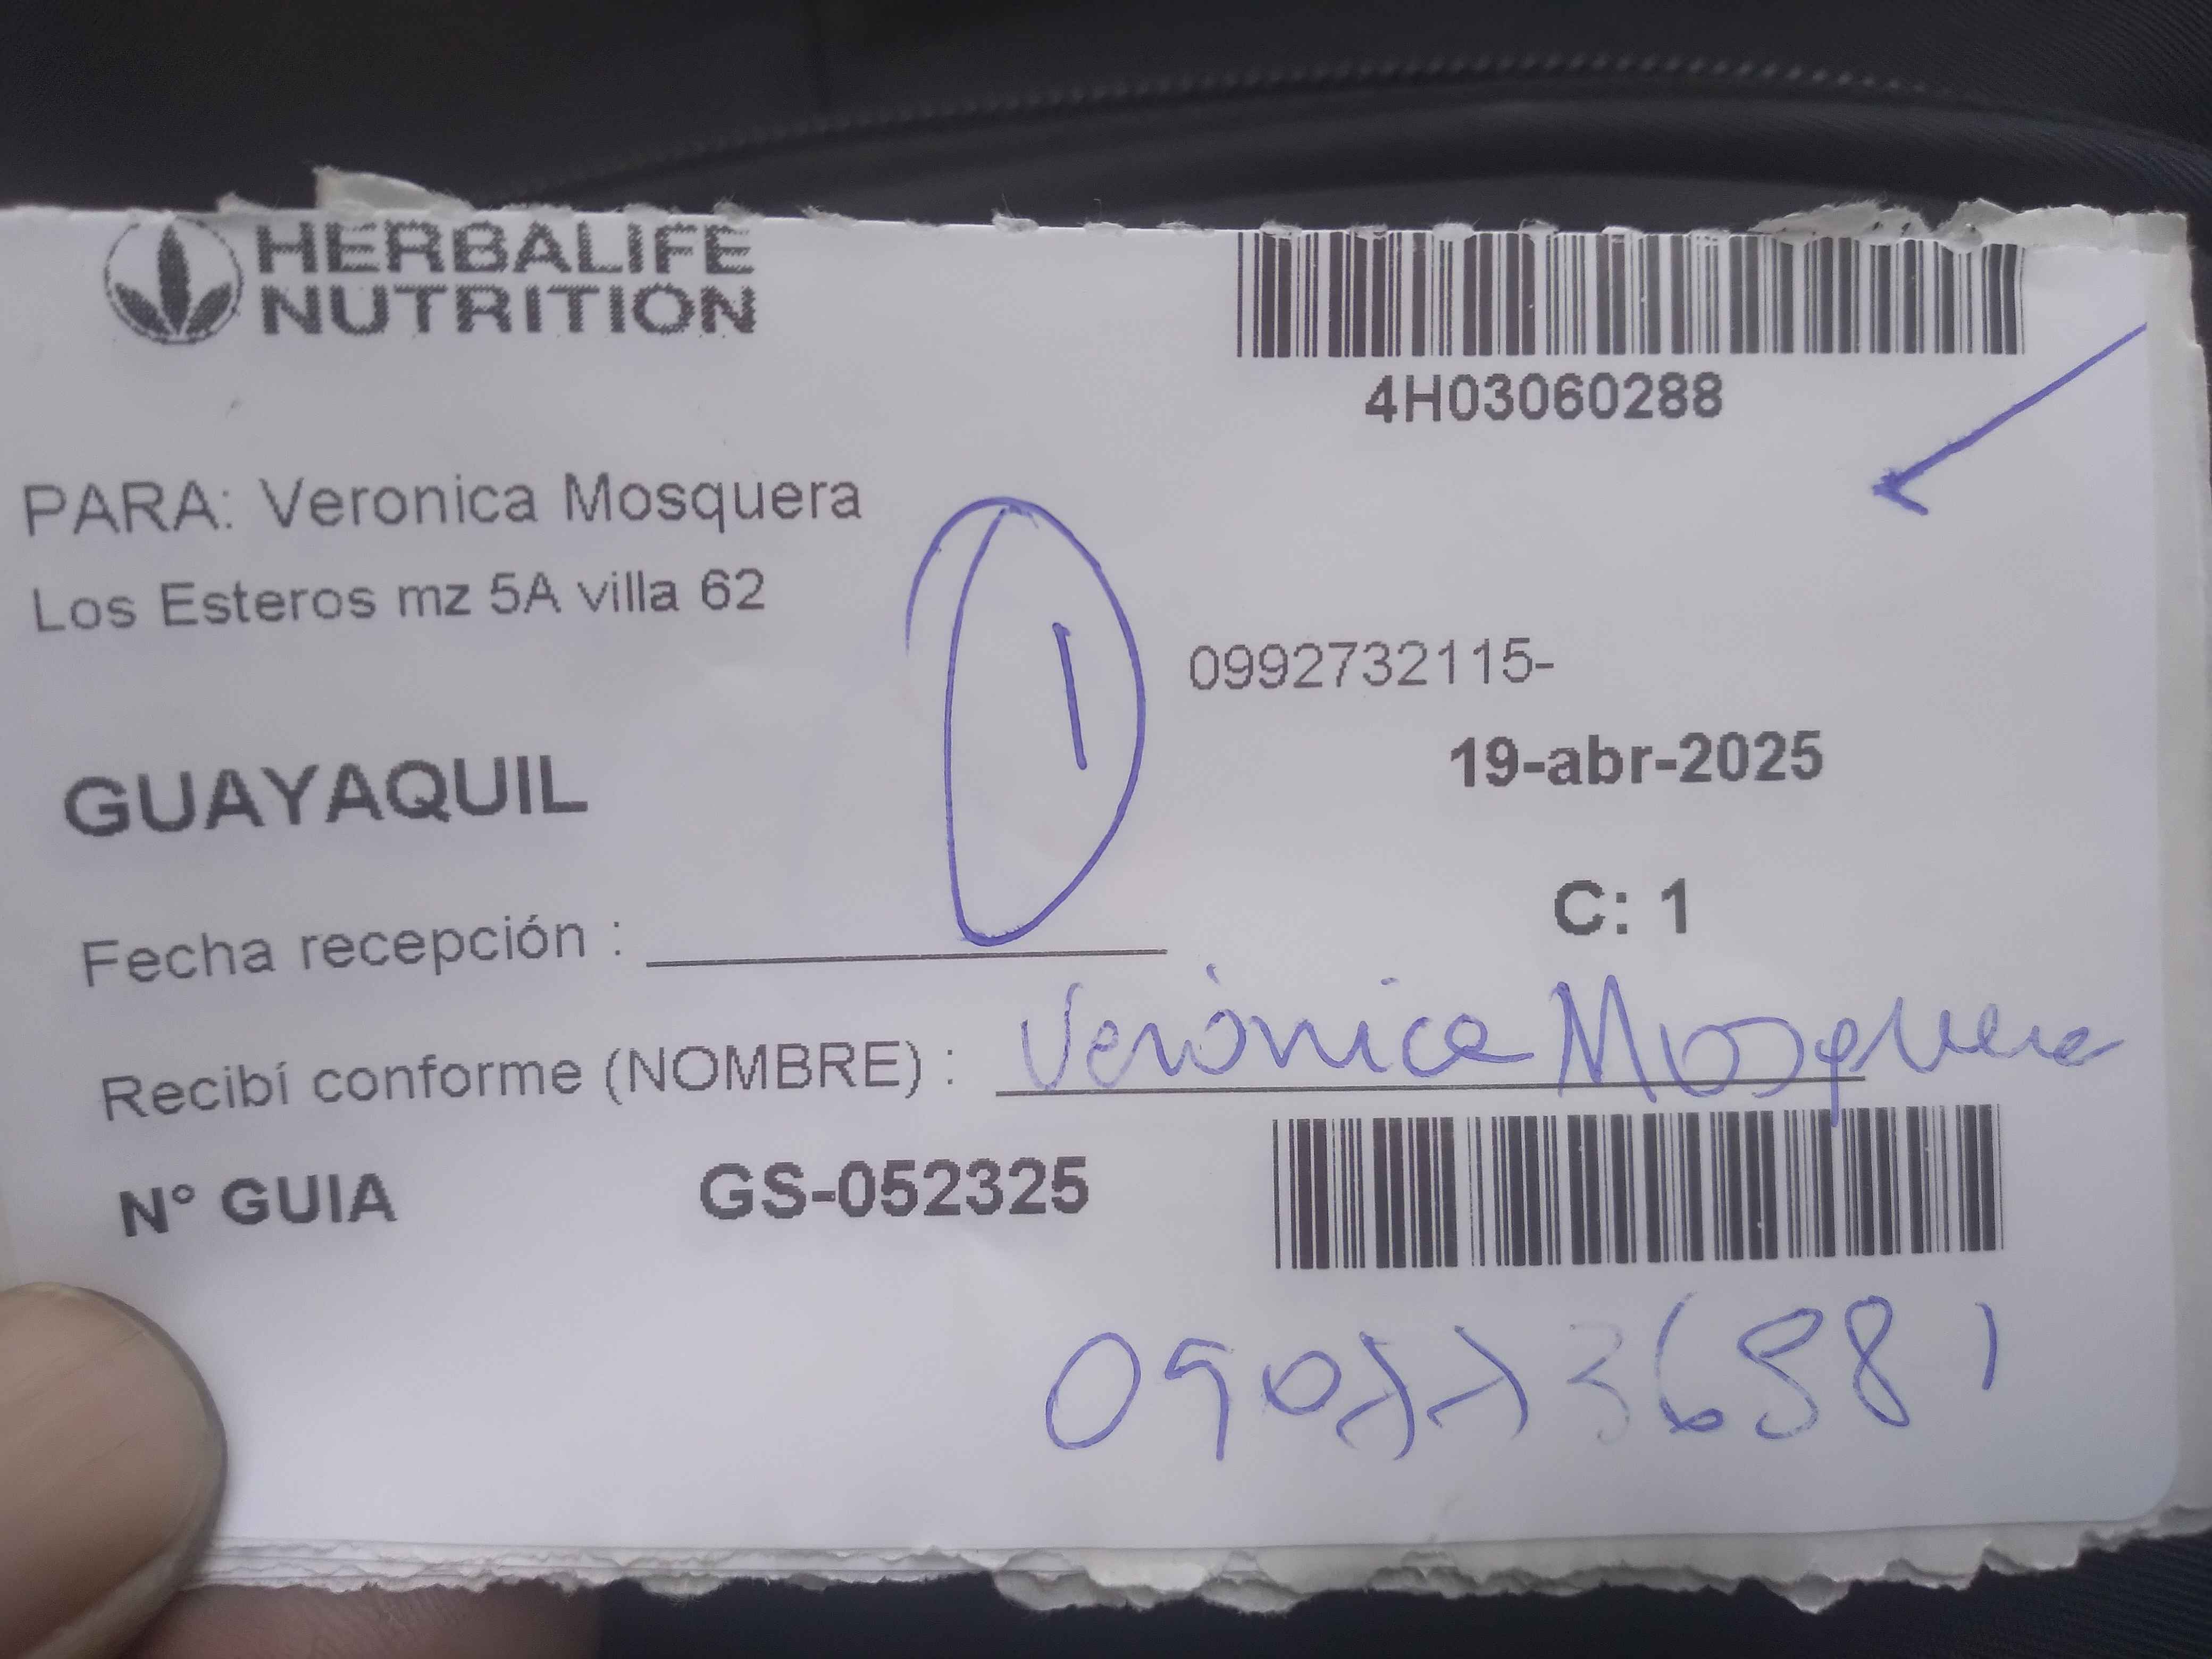 HERBALIFE
NUTRITION
4H03060288
PARA: Veronica Mosquera
Los Esteros mz 5A villa 62
1
0992732115-
19-abr-2025
GUAYAQUIL
C: 1
Fecha recepción :
Recibí conforme (NOMBRE) : Verónica Mosquera
N° GUIA GS-052325